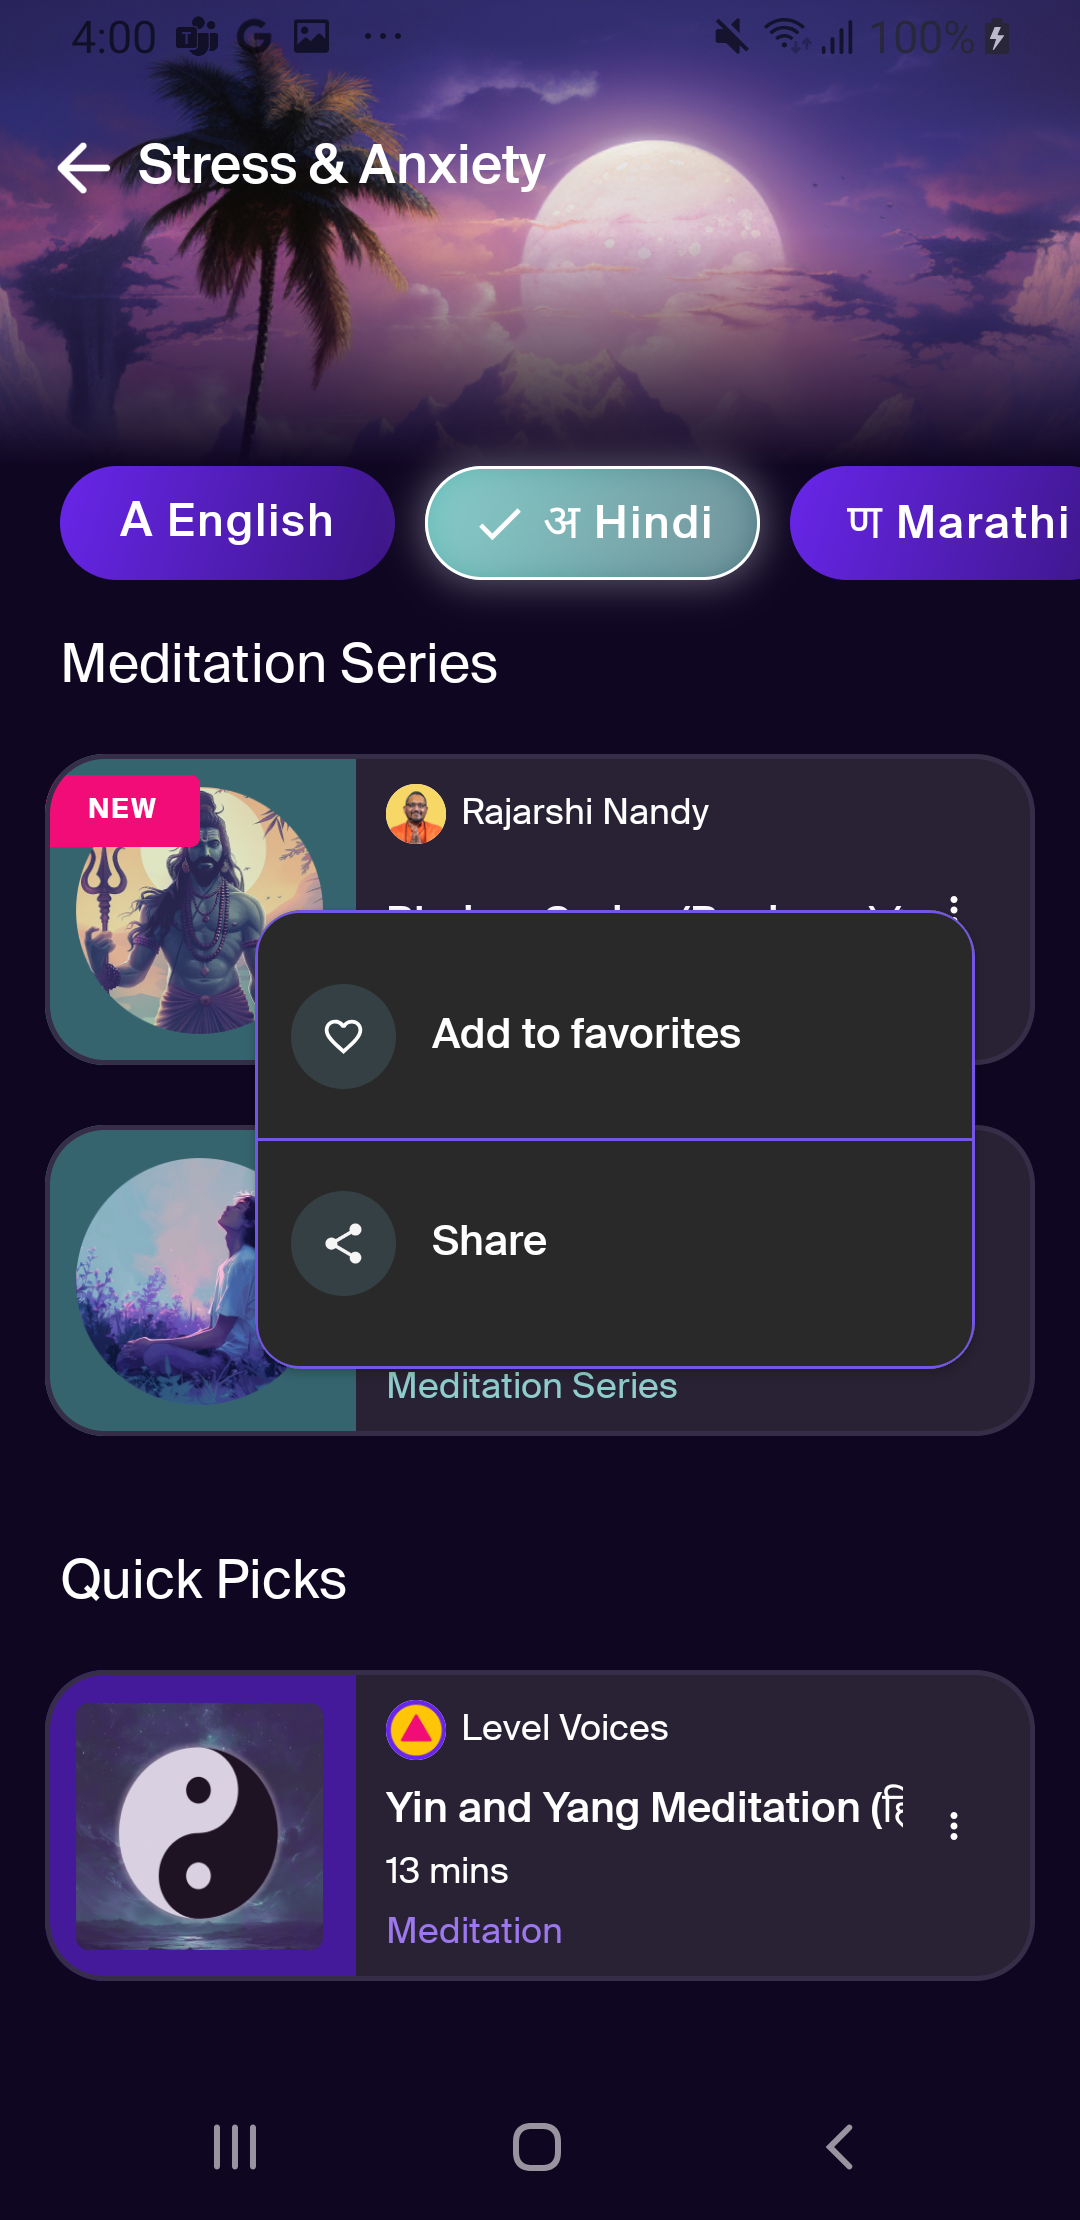 4:00
100%
Stress & Anxiety
A English
अ Hindi
ण Marathi
Meditation Series
NEW
Rajarshi Nandy
Add to favorites
Share
Meditation Series
Quick Picks
Level Voices
Yin and Yang Meditation (हि
13 mins
Meditation